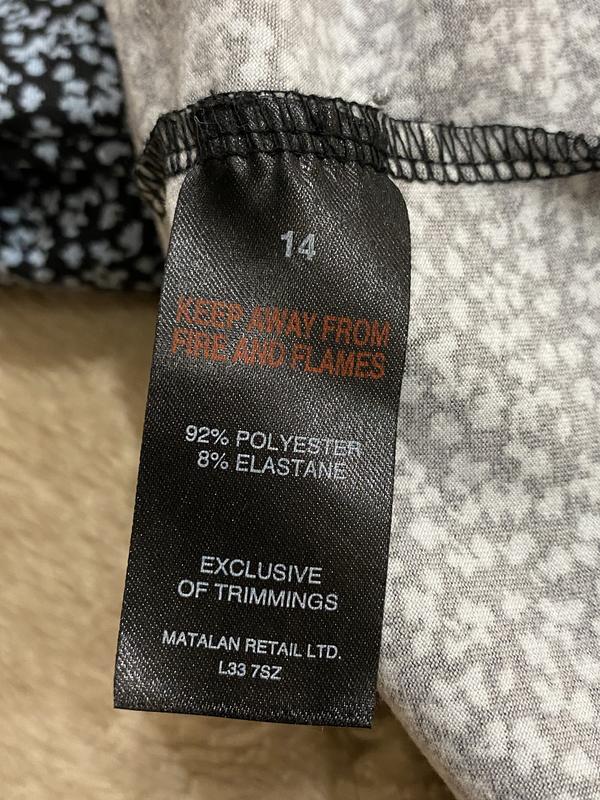 14
KEEP AWAY FROM
FIRE AND FLAMES
92% POLYESTER
8% ELASTANE
EXCLUSIVE
OF TRIMMINGS
MATALAN RETAIL LTD.
L33 7SZ